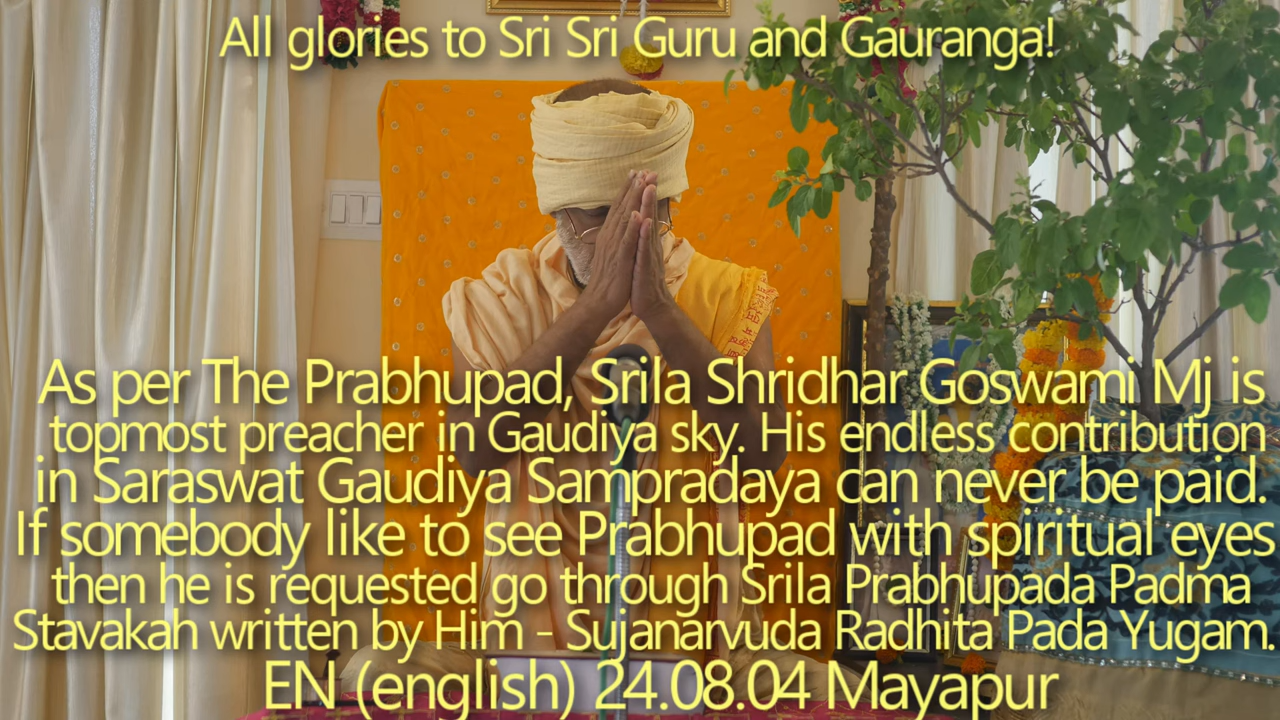 All glories to Sri Sri Guru and Gauranga!
As per The Prabhupad, Srila Shridhar Goswami Mj is
topmost preacher in Gaudiya sky. His endless contribution
in Saraswat Gaudiya Sampradaya can never be paid.
If somebody like to see Prabhupad with spiritual eyes
then he is requested go through Srila Prabhupada Padma
Stavakah written by Him - Sujanarvuda Radhita Pada Yugam.
EN (english) 24.08.04 Mayapur